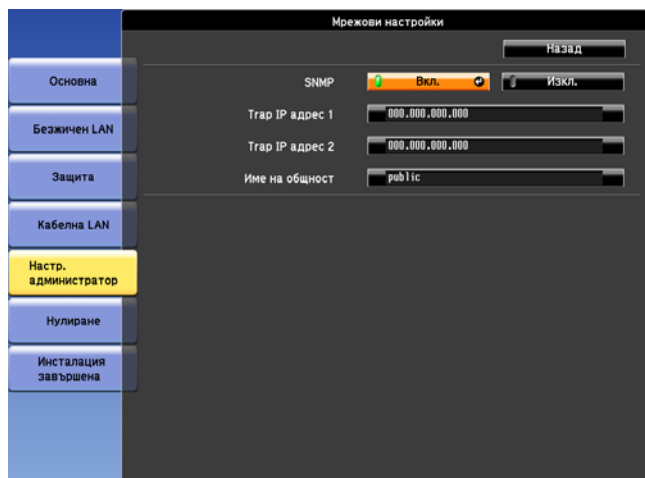 Мрежови настройки
Назад
Основна
Безжичен LAN
Защита
Кабелна LAN
Настр.
администратор
Нулиране
Инсталация
завършена
SNMP
Вкл.
Изкл.
Trap IP адрес 1
000.000.000.000
Trap IP адрес 2
000.000.000.000
Име на общност
public